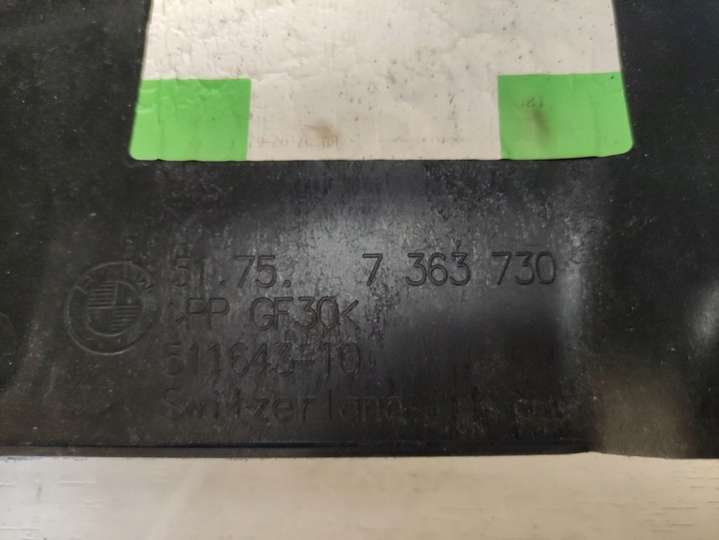 51.75. 7 363 730
>PP GF30<
511643-10
Switzerland